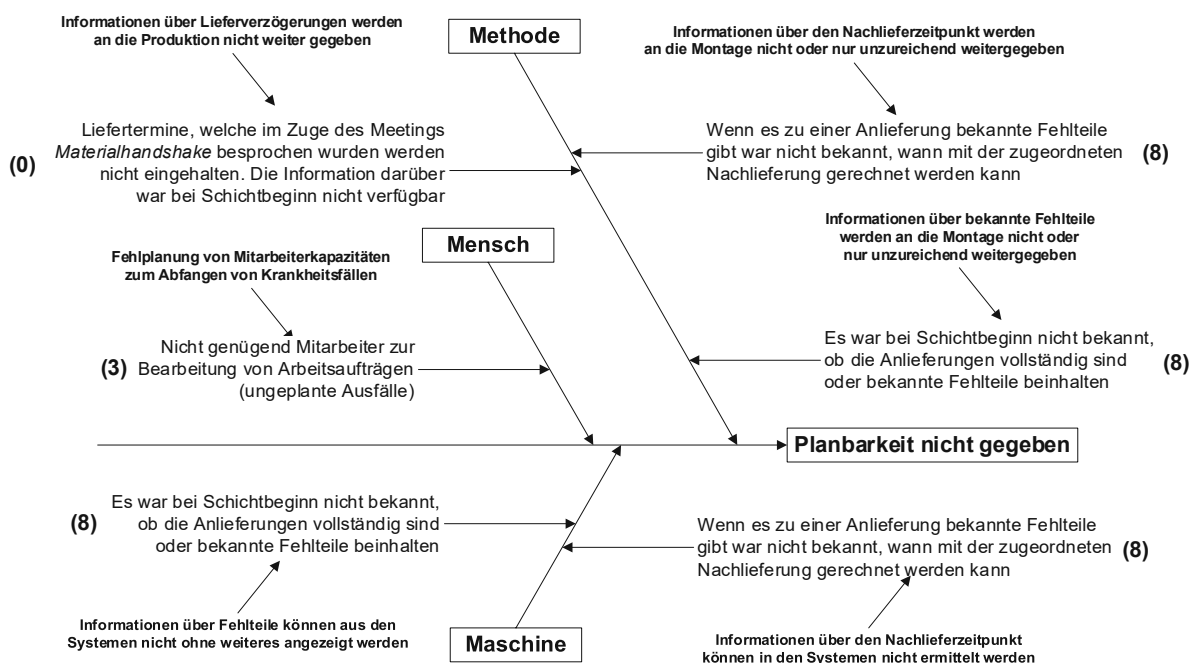 Informationen über Lieferverzögerungen werden
an die Produktion nicht weiter gegeben
Methode
Informationen über den Nachlieferzeitpunkt werden
an die Montage nicht oder nur unzureichend weitergegeben
(0)
Liefertermine, welche im Zuge des Meetings
Materialhandshake besprochen wurden werden
nicht eingehalten. Die Information darüber
war bei Schichtbeginn nicht verfügbar
Wenn es zu einer Anlieferung bekannte Fehlteile
gibt war nicht bekannt, wann mit der zugeordneten
Nachlieferung gerechnet werden kann
(8)
Mensch
Informationen über bekannte Fehlteile
werden an die Montage nicht oder
nur unzureichend weitergegeben
Fehlplanung von Mitarbeiterkapazitäten
zum Abfangen von Krankheitsfällen
(3)
Nicht genügend Mitarbeiter zur
Bearbeitung von Arbeitsaufträgen
(ungeplante Ausfälle)
Es war bei Schichtbeginn nicht bekannt,
ob die Anlieferungen vollständig sind
oder bekannte Fehlteile beinhalten
(8)
Planbarkeit nicht gegeben
(8)
Es war bei Schichtbeginn nicht bekannt,
ob die Anlieferungen vollständig sind
oder bekannte Fehlteile beinhalten
Wenn es zu einer Anlieferung bekannte Fehlteile
gibt war nicht bekannt, wann mit der zugeordneten
Nachlieferung gerechnet werden kann
(8)
Informationen über Fehlteile können aus den
Systemen nicht ohne weiteres angezeigt werden
Maschine
Informationen über den Nachlieferzeitpunkt
können in den Systemen nicht ermittelt werden